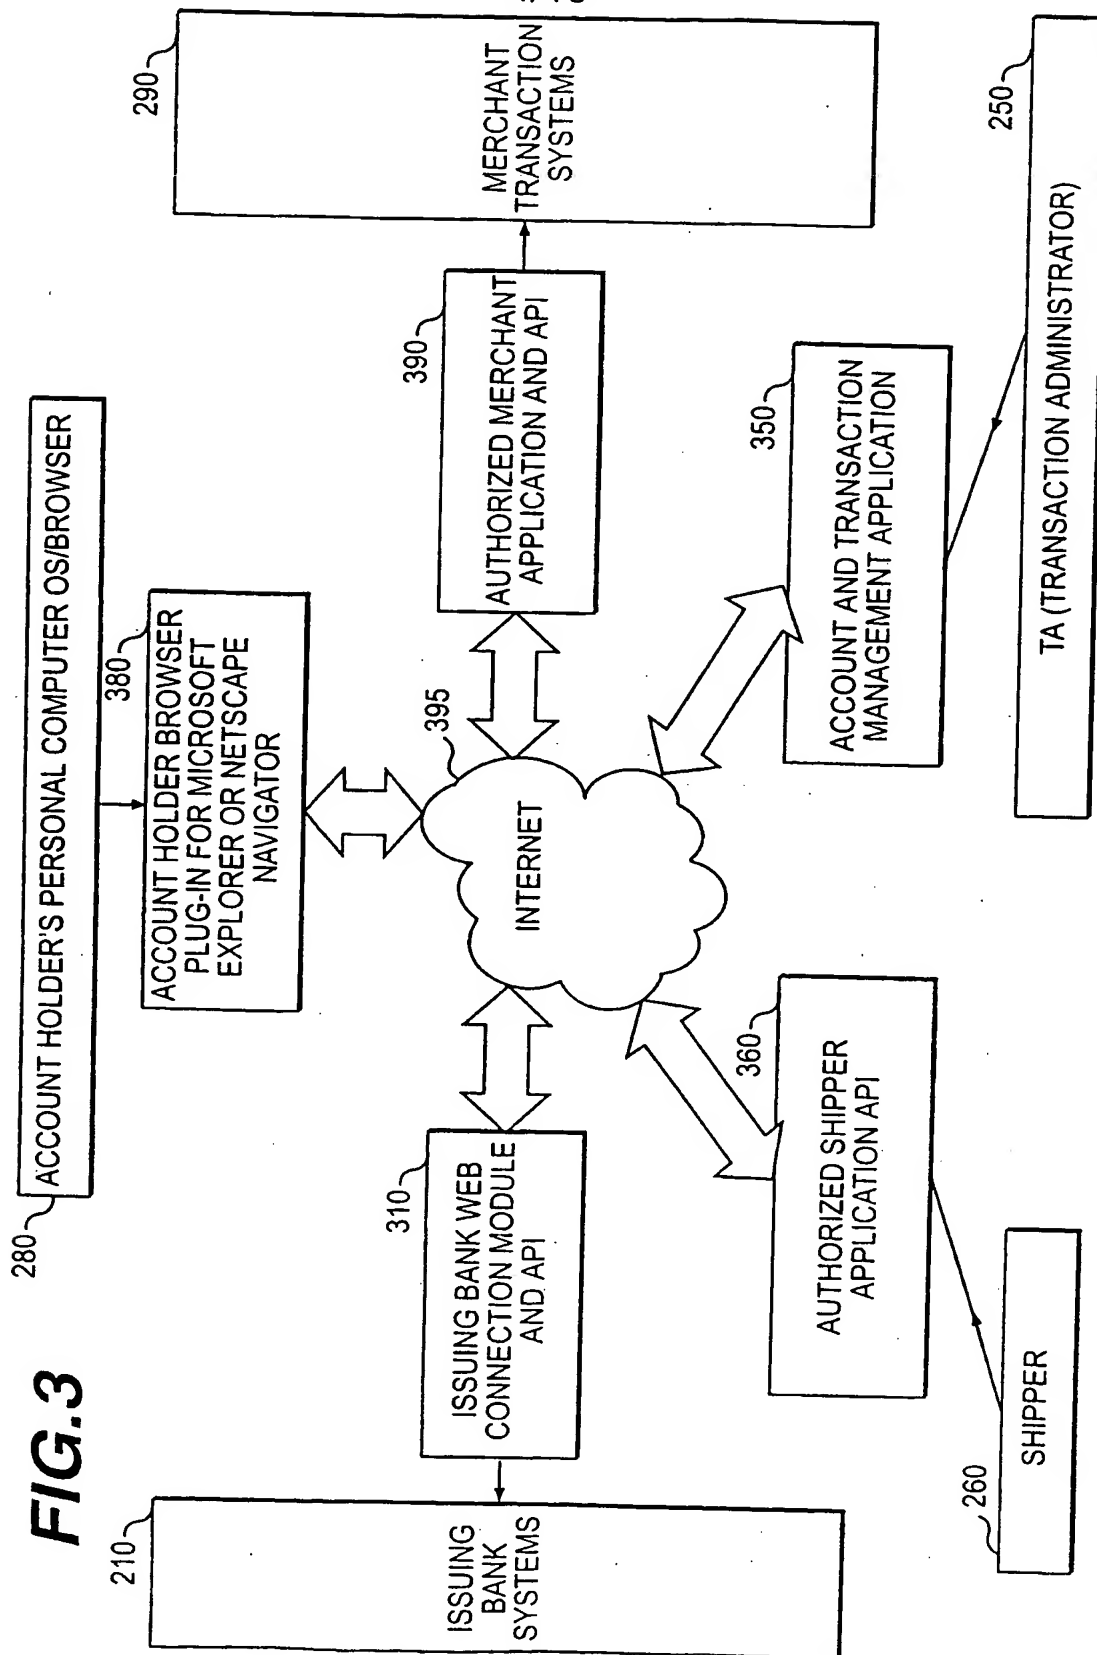 FIG.3
280
ACCOUNT HOLDER'S PERSONAL COMPUTER OS/BROWSER
380
ACCOUNT HOLDER BROWSER
PLUG-IN FOR MICROSOFT
EXPLORER OR NETSCAPE
NAVIGATOR
210
ISSUING
BANK
SYSTEMS
310
ISSUING BANK WEB
CONNECTION MODULE
AND API
395
INTERNET
390
AUTHORIZED MERCHANT
APPLICATION AND API
290
MERCHANT
TRANSACTION
SYSTEMS
360
AUTHORIZED SHIPPER
APPLICATION API
350
ACCOUNT AND TRANSACTION
MANAGEMENT APPLICATION
260
SHIPPER
250
TA (TRANSACTION ADMINISTRATOR)